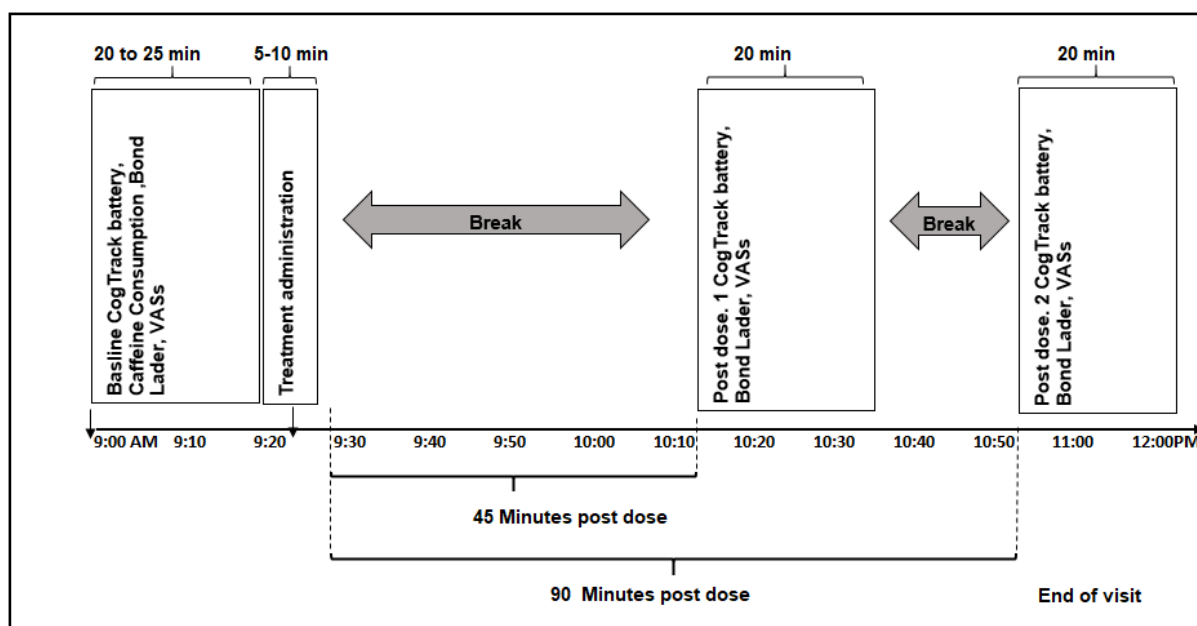 20 to 25 min
5-10 min
20 min
20 min
Basline CogTrack battery,
Caffeine Consumption ,Bond
Lader, VASs
Treatment administration
Break
Post dose. 1 CogTrack battery,
Bond Lader, VASs
Break
Post dose. 2 CogTrack battery,
Bond Lader, VASs
9:00 AM 9:10 9:20 9:30 9:40 9:50 10:00 10:10 10:20 10:30 10:40 10:50 11:00 12:00PM
45 Minutes post dose
90 Minutes post dose
End of visit